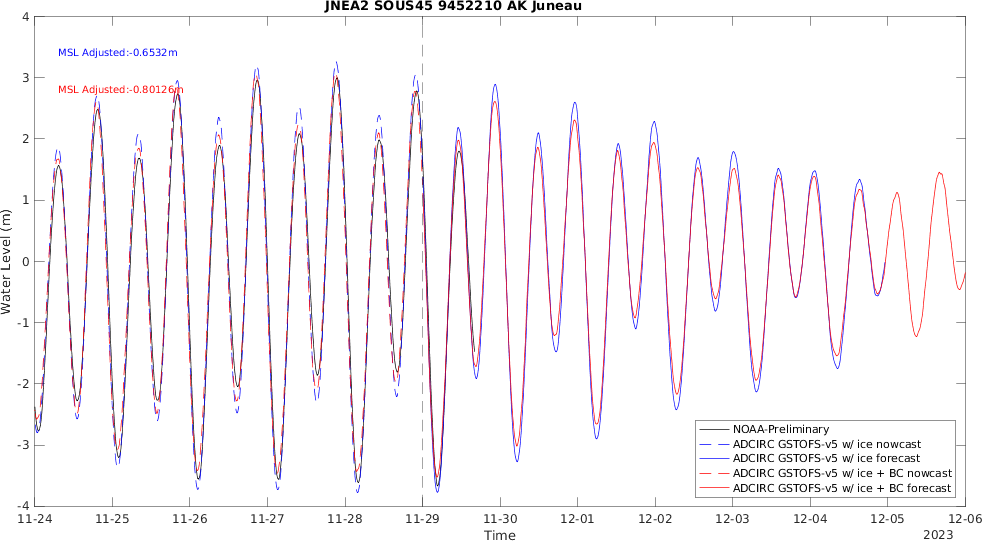 JNEA2 SOUS45 9452210 AK Juneau
MSL Adjusted:-0.6532m
MSL Adjusted:-0.80126m
Water Level (m)
4
3
2
1
0
-1
-2
-3
-4
NOAA-Preliminary
ADCIRC GSTOFS-v5 w/ ice nowcast
ADCIRC GSTOFS-v5 w/ ice forecast
ADCIRC GSTOFS-v5 w/ ice + BC nowcast
ADCIRC GSTOFS-v5 w/ ice + BC forecast
11-24 11-25 11-26 11-27 11-28 11-29 11-30 12-01 12-02 12-03 12-04 12-05 12-06
Time
2023